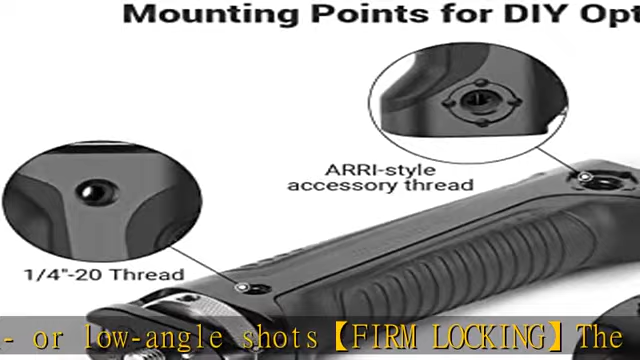 Mounting Points for DIY Opt
ARRI-style
accessory thread
1/4"-20 Thread
- or low-angle shots【FIRM LOCKING】The